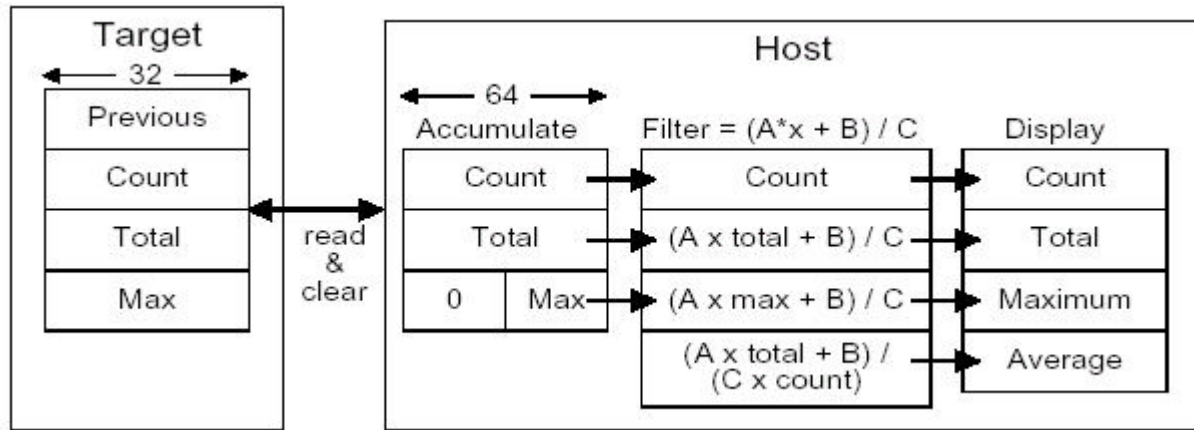 Target
32
Previous
Count
Total
Max
read
&
clear
Host
64
Accumulate
Count
Total
0 Max
Filter = (A*x + B) / C
Count
(A x total + B) / C
(A x max + B) / C
(A x total + B) /
(C x count)
Display
Count
Total
Maximum
Average